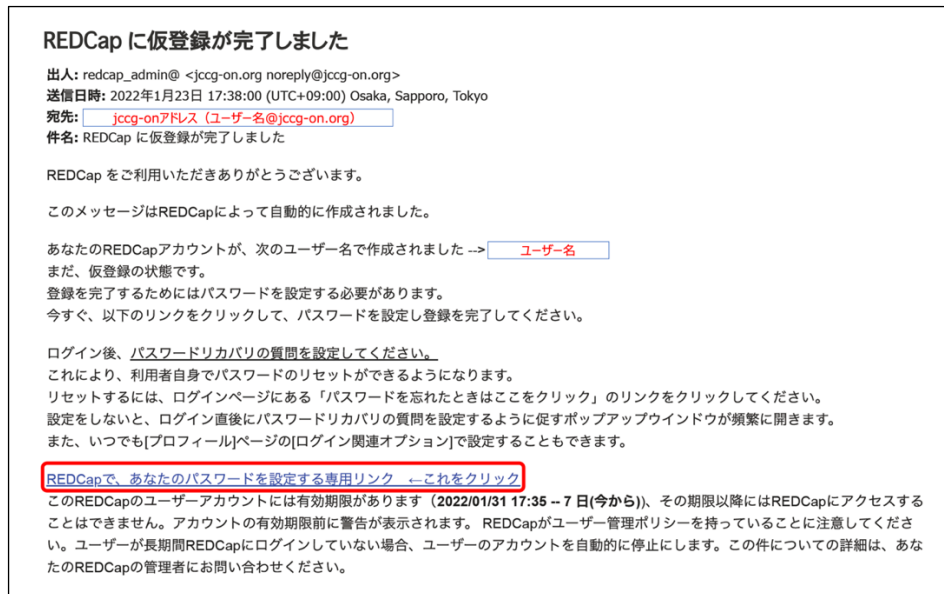 REDCap に仮登録が完了しました
出人: redcap_admin@ <jccg-on.org noreply@jccg-on.org>
送信日時: 2022年1月23日 17:38:00 (UTC+09:00) Osaka, Sapporo, Tokyo
宛先: jccg-onアドレス（ユーザー名@jccg-on.org）
件名: REDCap に仮登録が完了しました
REDCap をご利用いただきありがとうございます。
このメッセージはREDCapによって自動的に作成されました。
あなたのREDCapアカウントが、次のユーザー名で作成されました --> ユーザー名
まだ、仮登録の状態です。
登録を完了するためにはパスワードを設定する必要があります。
今すぐ、以下のリンクをクリックして、パスワードを設定し登録を完了してください。
ログイン後、パスワードリカバリの質問を設定してください。
これにより、利用者自身でパスワードのリセットができるようになります。
リセットするには、ログインページにある「パスワードを忘れたときはここをクリック」のリンクをクリックしてください。
設定をしないと、ログイン直後にパスワードリカバリの質問を設定するように促すポップアップウインドウが頻繁に開きます。
また、いつでも[プロフィール]ページの[ログイン関連オプション]で設定することもできます。
REDCapで、あなたのパスワードを設定する専用リンク ←これをクリック
このREDCapのユーザーアカウントには有効期限があります（2022/01/31 17:35 -- 7 日(今から))、その期限以降にはREDCapにアクセスする
ことはできません。アカウントの有効期限前に警告が表示されます。 REDCapがユーザー管理ポリシーを持っていることに注意してくださ
い。ユーザーが長期間REDCapにログインしていない場合、ユーザーのアカウントを自動的に停止にします。この件についての詳細は、あな
たのREDCapの管理者にお問い合わせください。